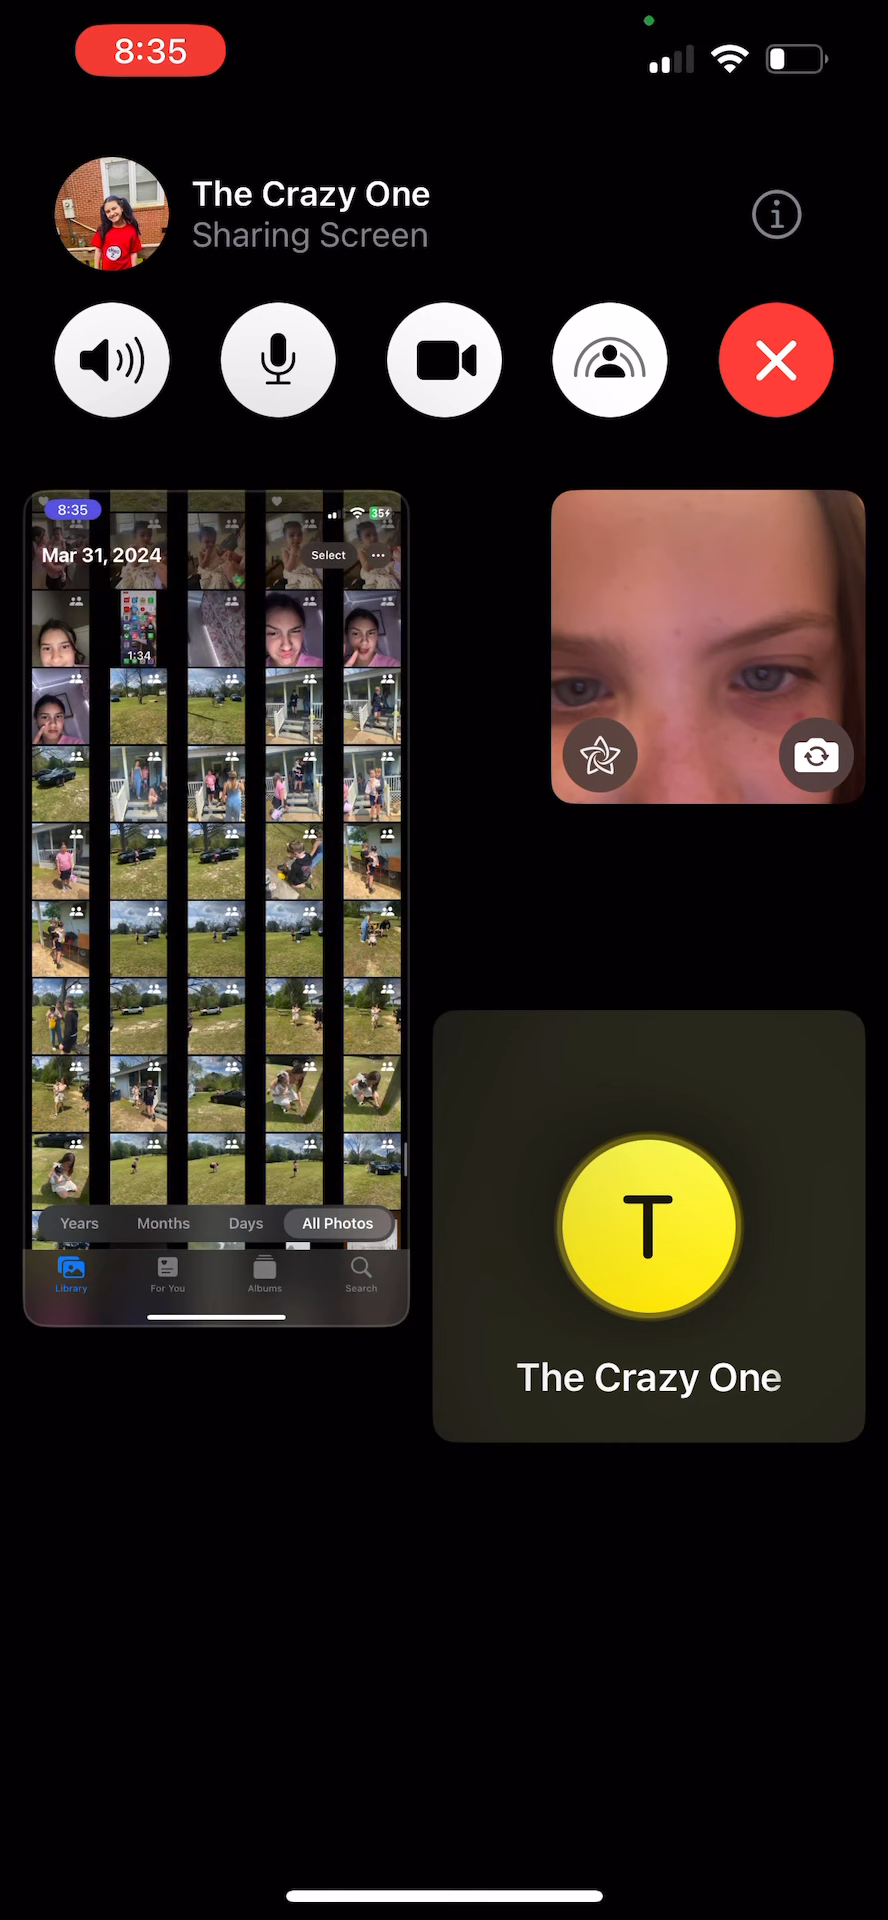 8:35
The Crazy One
Sharing Screen
8:35
35
Mar 31, 2024
Select
1:34
Years
Months
Days
All Photos
Library
For You
Albums
Search
T
The Crazy One